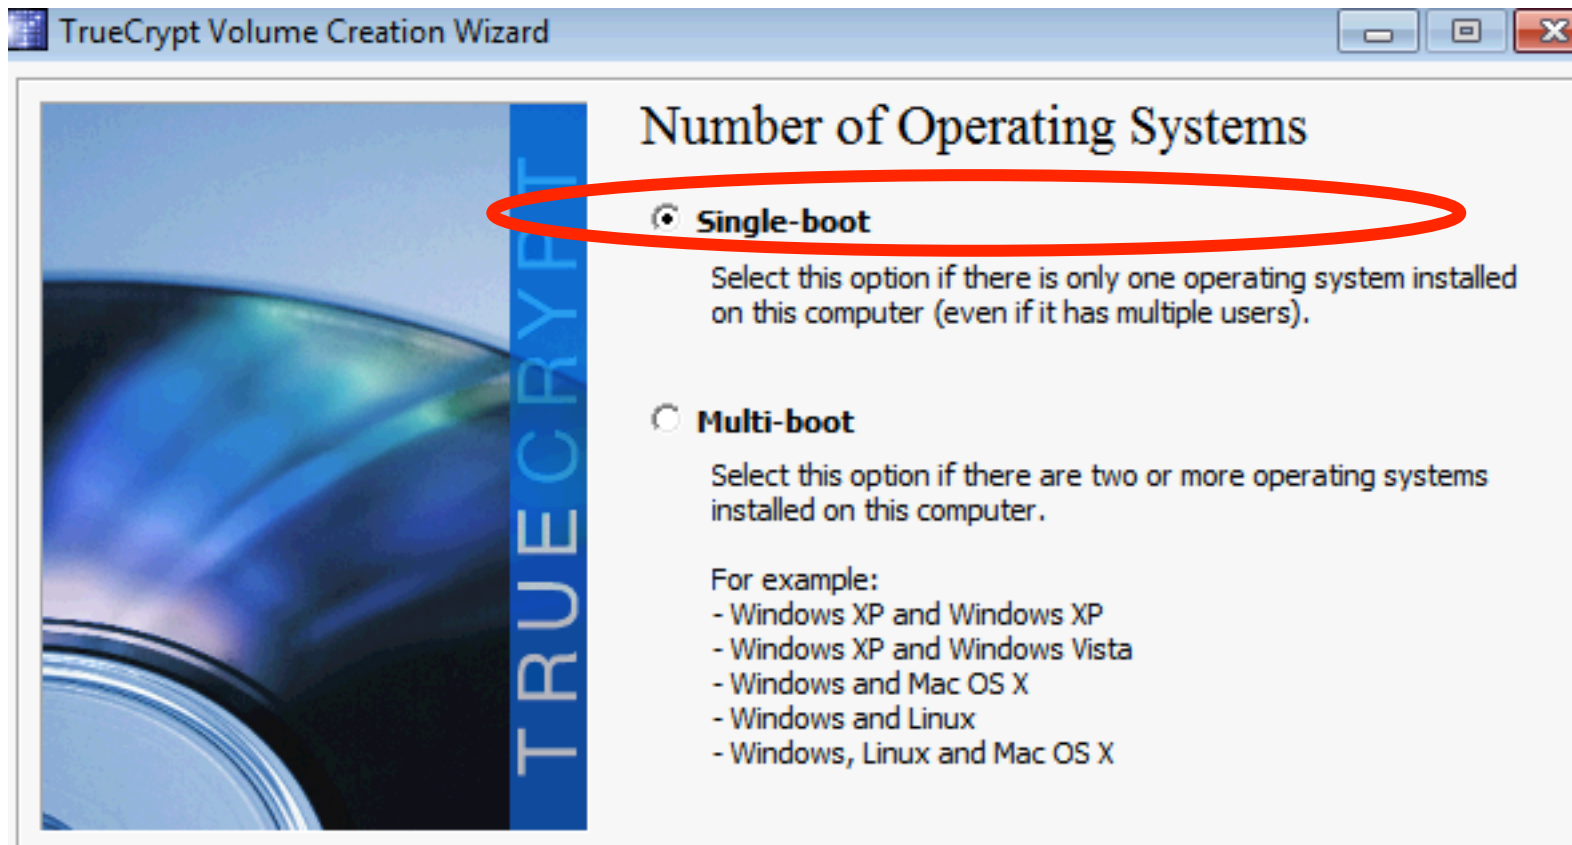 TrueCrypt Volume Creation Wizard
TRUECRYPT
Number of Operating Systems
Single-boot
Select this option if there is only one operating system installed
on this computer (even if it has multiple users).
Multi-boot
Select this option if there are two or more operating systems
installed on this computer.
For example:
- Windows XP and Windows XP
- Windows XP and Windows Vista
- Windows and Mac OS X
- Windows and Linux
- Windows, Linux and Mac OS X